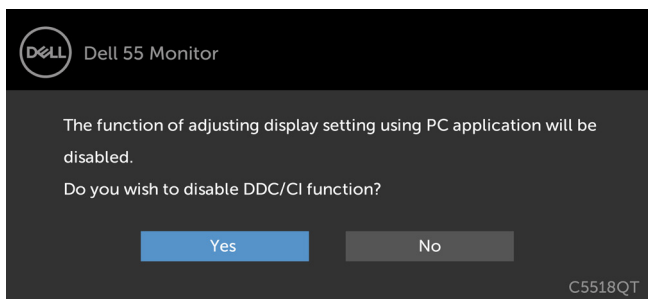 DELL Dell 55 Monitor
The function of adjusting display setting using PC application will be
disabled.
Do you wish to disable DDC/CI function?
Yes No
C5518QT